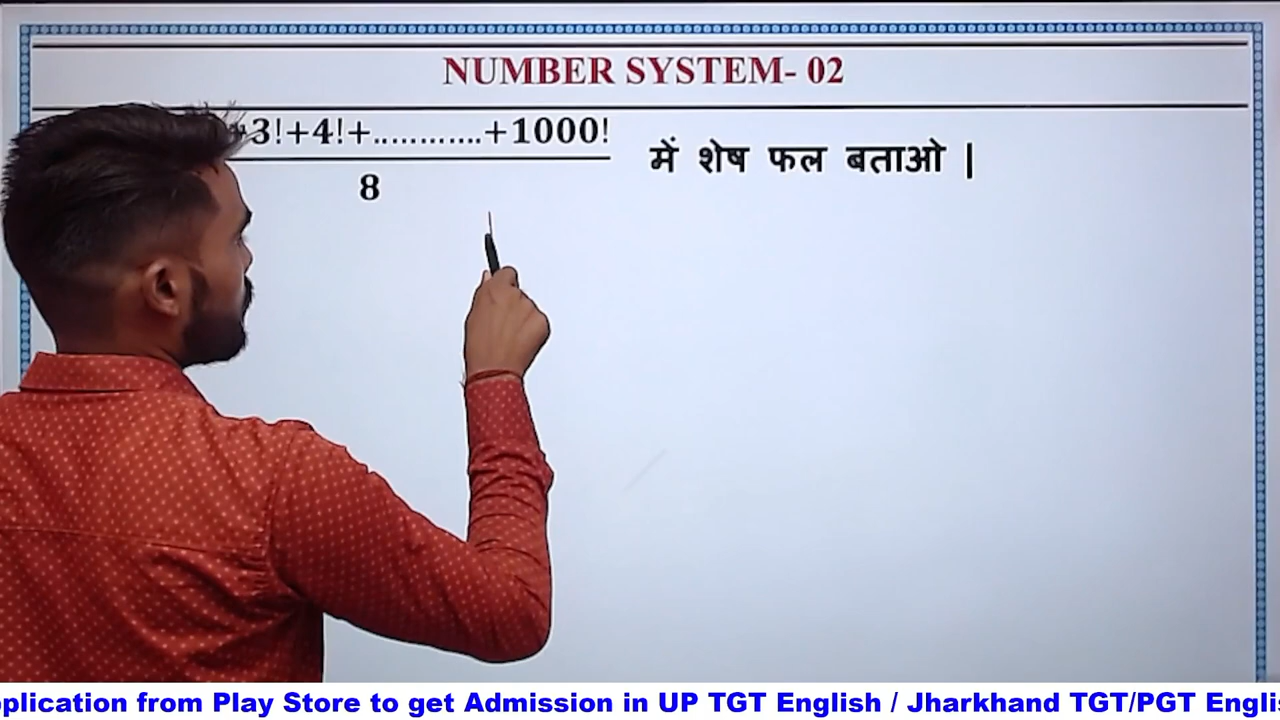 NUMBER SYSTEM- 02
+3!+4!+...........+1000!
8
में शेष फल बताओ |
plication from Play Store to get Admission in UP TGT English / Jharkhand TGT/PGT Englis